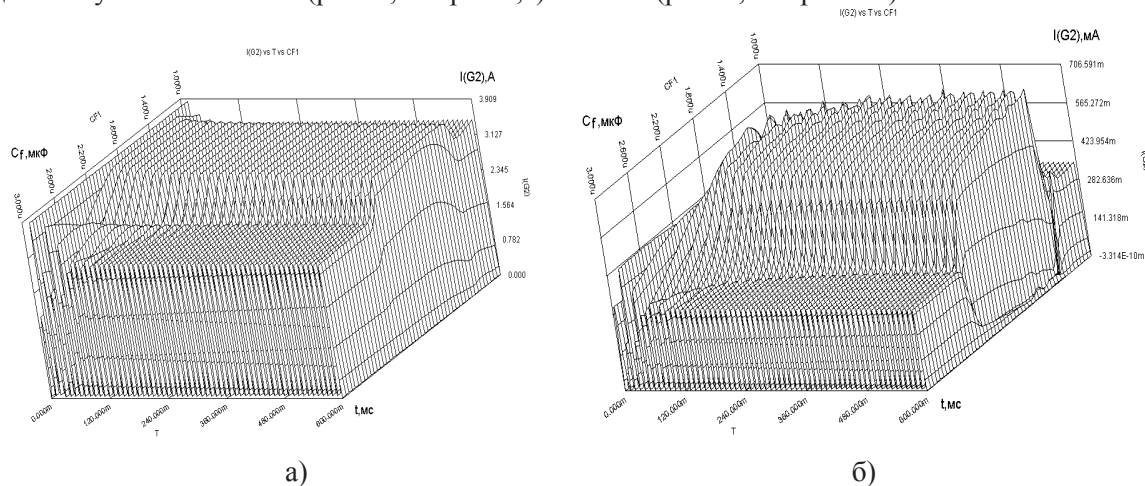 I(G2) vs T vs CF1
I(G2),A
3.909
3.127
2.345
1.564
0.782
0.000
I(G2)
CF1
1.000u
1.400u
1.800u
2.200u
2.600u
3.000u
Cf,мкФ
0.000m
120.000m
240.000m
360.000m
480.000m
600.000m
T
t,мс
а)
I(G2) vs T vs CF1
I(G2),мА
706.591m
565.272m
423.954m
282.636m
141.318m
-3.314E-10m
CF1
1.000u
1.400u
1.800u
2.200u
2.600u
3.000u
Cf,мкФ
0.000m
120.000m
240.000m
360.000m
480.000m
600.000m
T
t,мс
б)